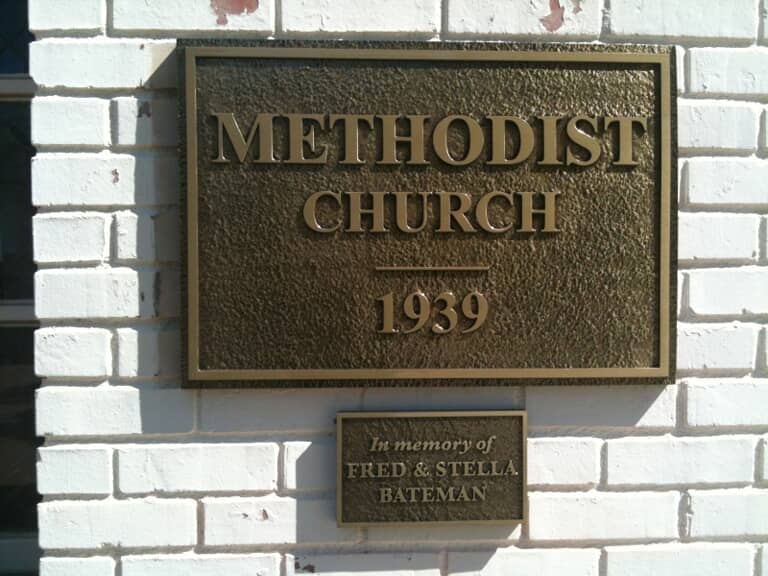 METHODIST
CHURCH
1939
In memory of
FRED & STELLA
BATEMAN